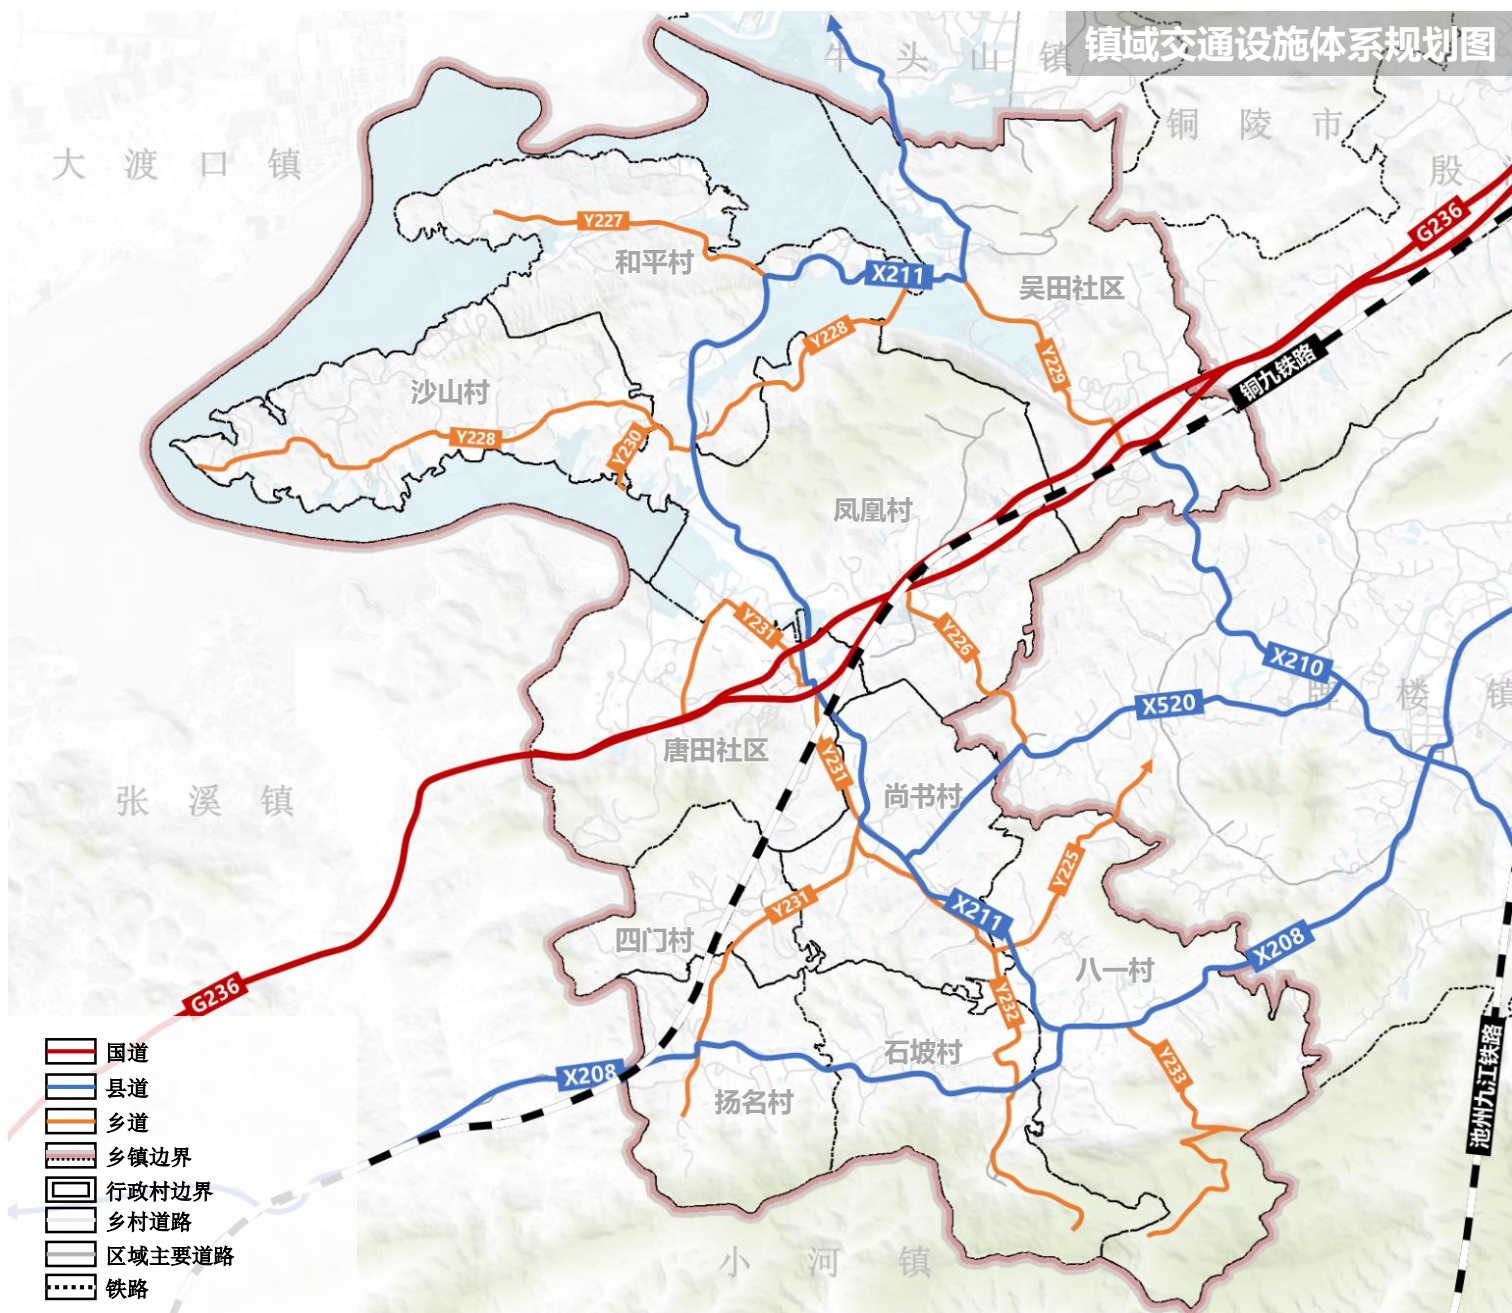 镇域交通设施体系规划图
牛头山镇
铜陵市
大渡口镇
殷
G236
Y227
和平村
X211
吴田社区
Y228
Y229
铜九铁路
沙山村
Y228
Y230
凤凰村
Y231
Y226
X210
牌楼镇
X520
唐田社区
Y231
尚书村
张溪镇
Y225
Y231
X211
四门村
X208
八一村
G236
Y232
石坡村
Y233
X208
扬名村
池州九江铁路
小河镇
国道
县道
乡道
乡镇边界
行政村边界
乡村道路
区域主要道路
铁路